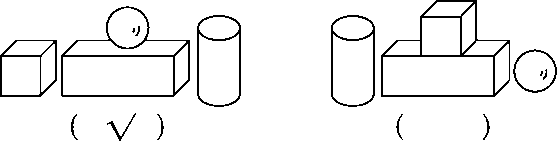 ( √ ) ( )